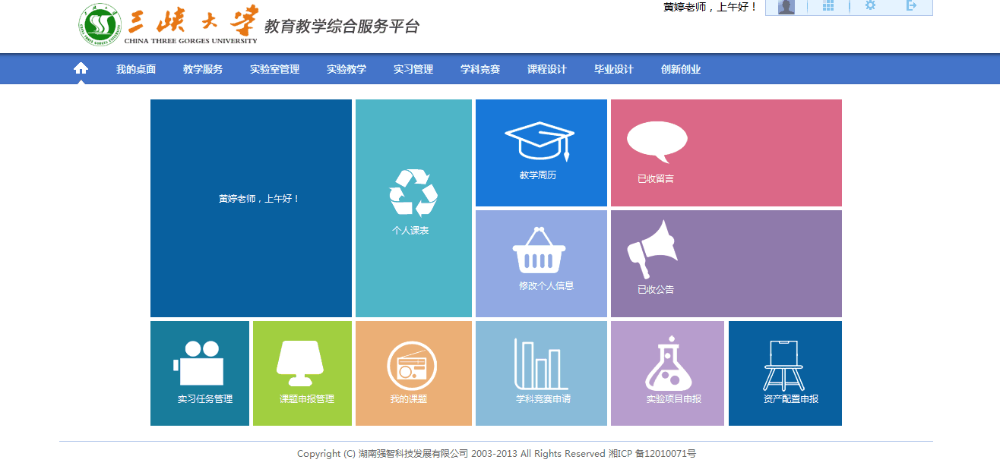 黄婷老师，上午好！
三峡大学 教育教学综合服务平台
CHINA THREE GORGES UNIVERSITY
我的桌面 教学服务 实验室管理 实验教学 实习管理 学科竞赛 课程设计 毕业设计 创新创业
黄婷老师，上午好！
个人课表
教学周历
已收留言
修改个人信息
已收公告
实习任务管理
课题申报管理
我的课题
学科竞赛申请
实验项目申报
资产配置申报
Copyright (C) 湖南强智科技发展有限公司 2003-2013 All Rights Reserved 湘ICP 备12010071号